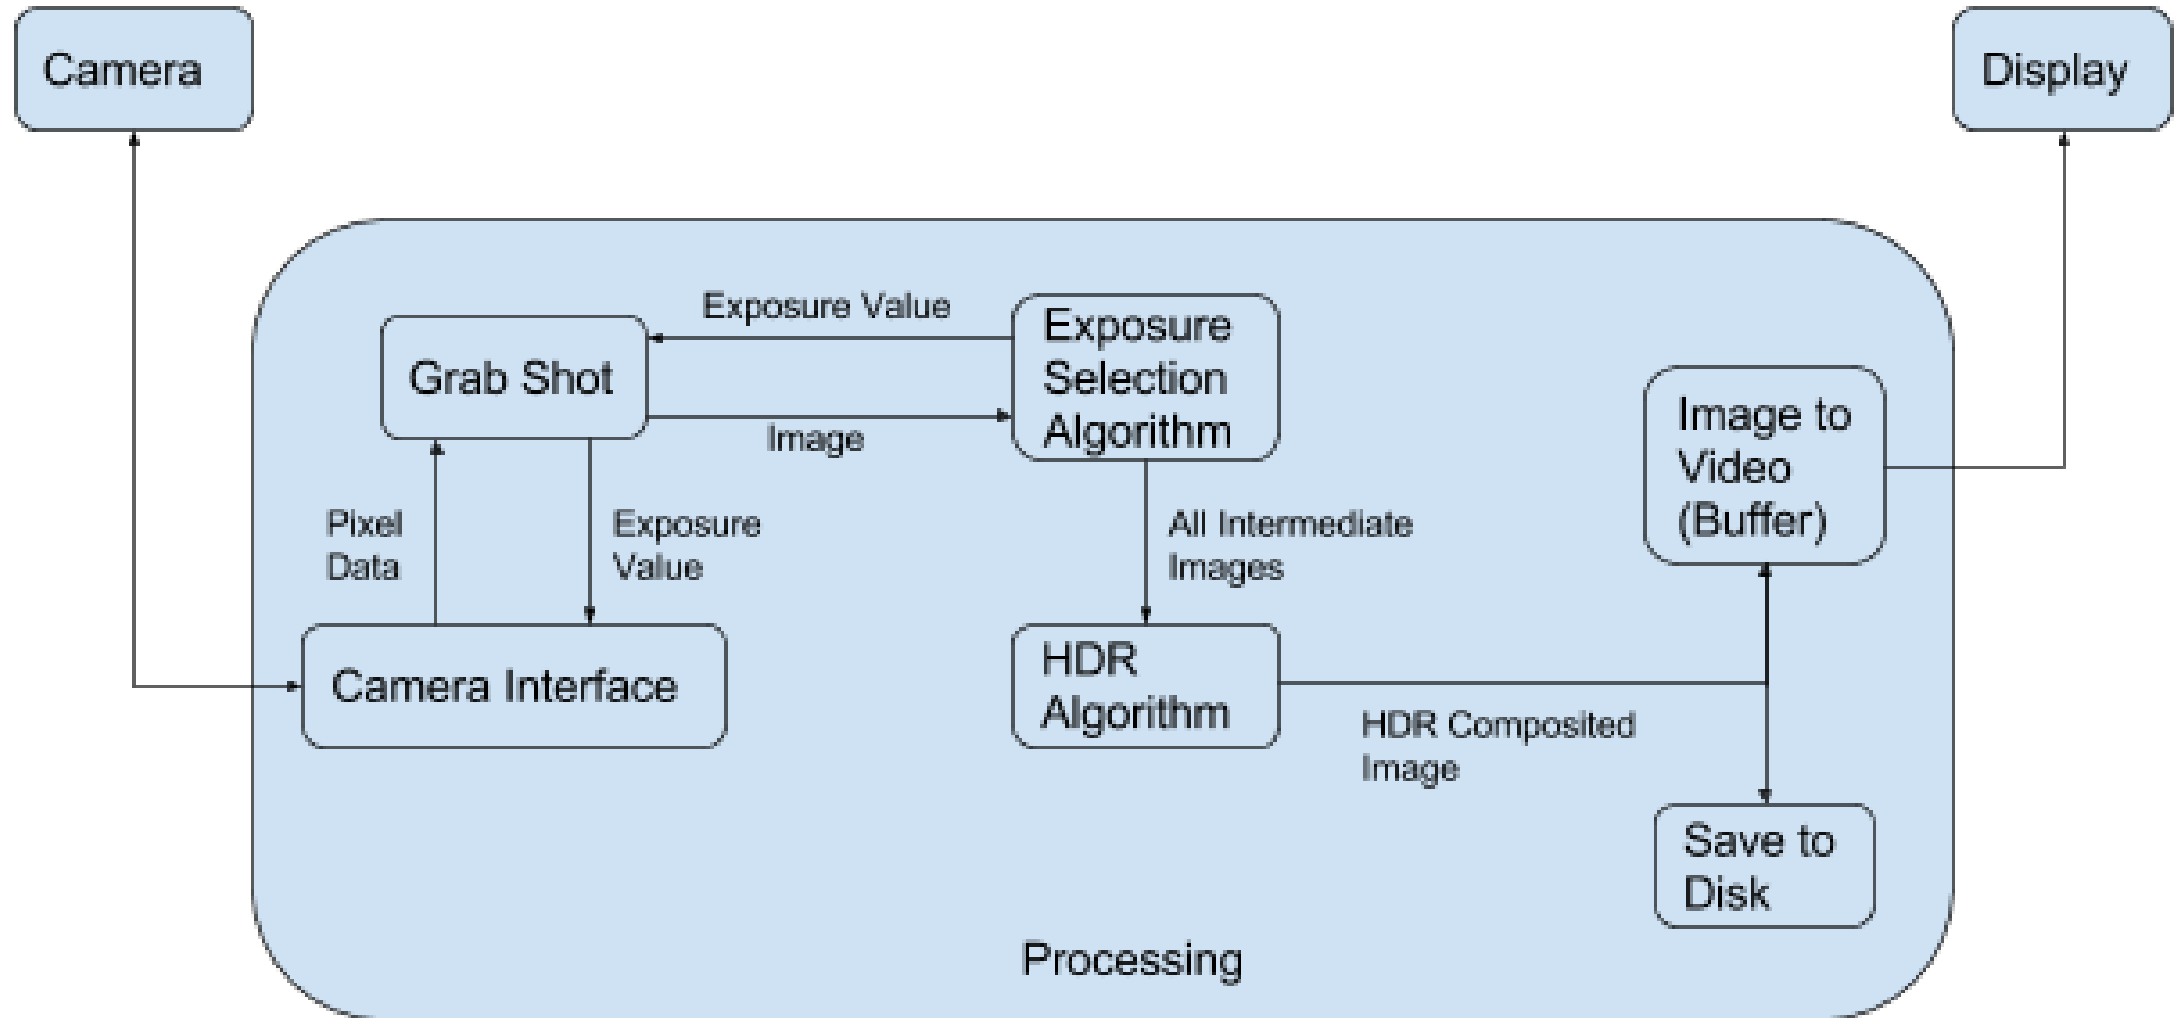 Camera
Display
Exposure Value
Exposure
Selection
Algorithm
Grab Shot
Image
Image to
Video
(Buffer)
Pixel
Data
Exposure
Value
All Intermediate
Images
Camera Interface
HDR
Algorithm
HDR Composited
Image
Save to
Disk
Processing